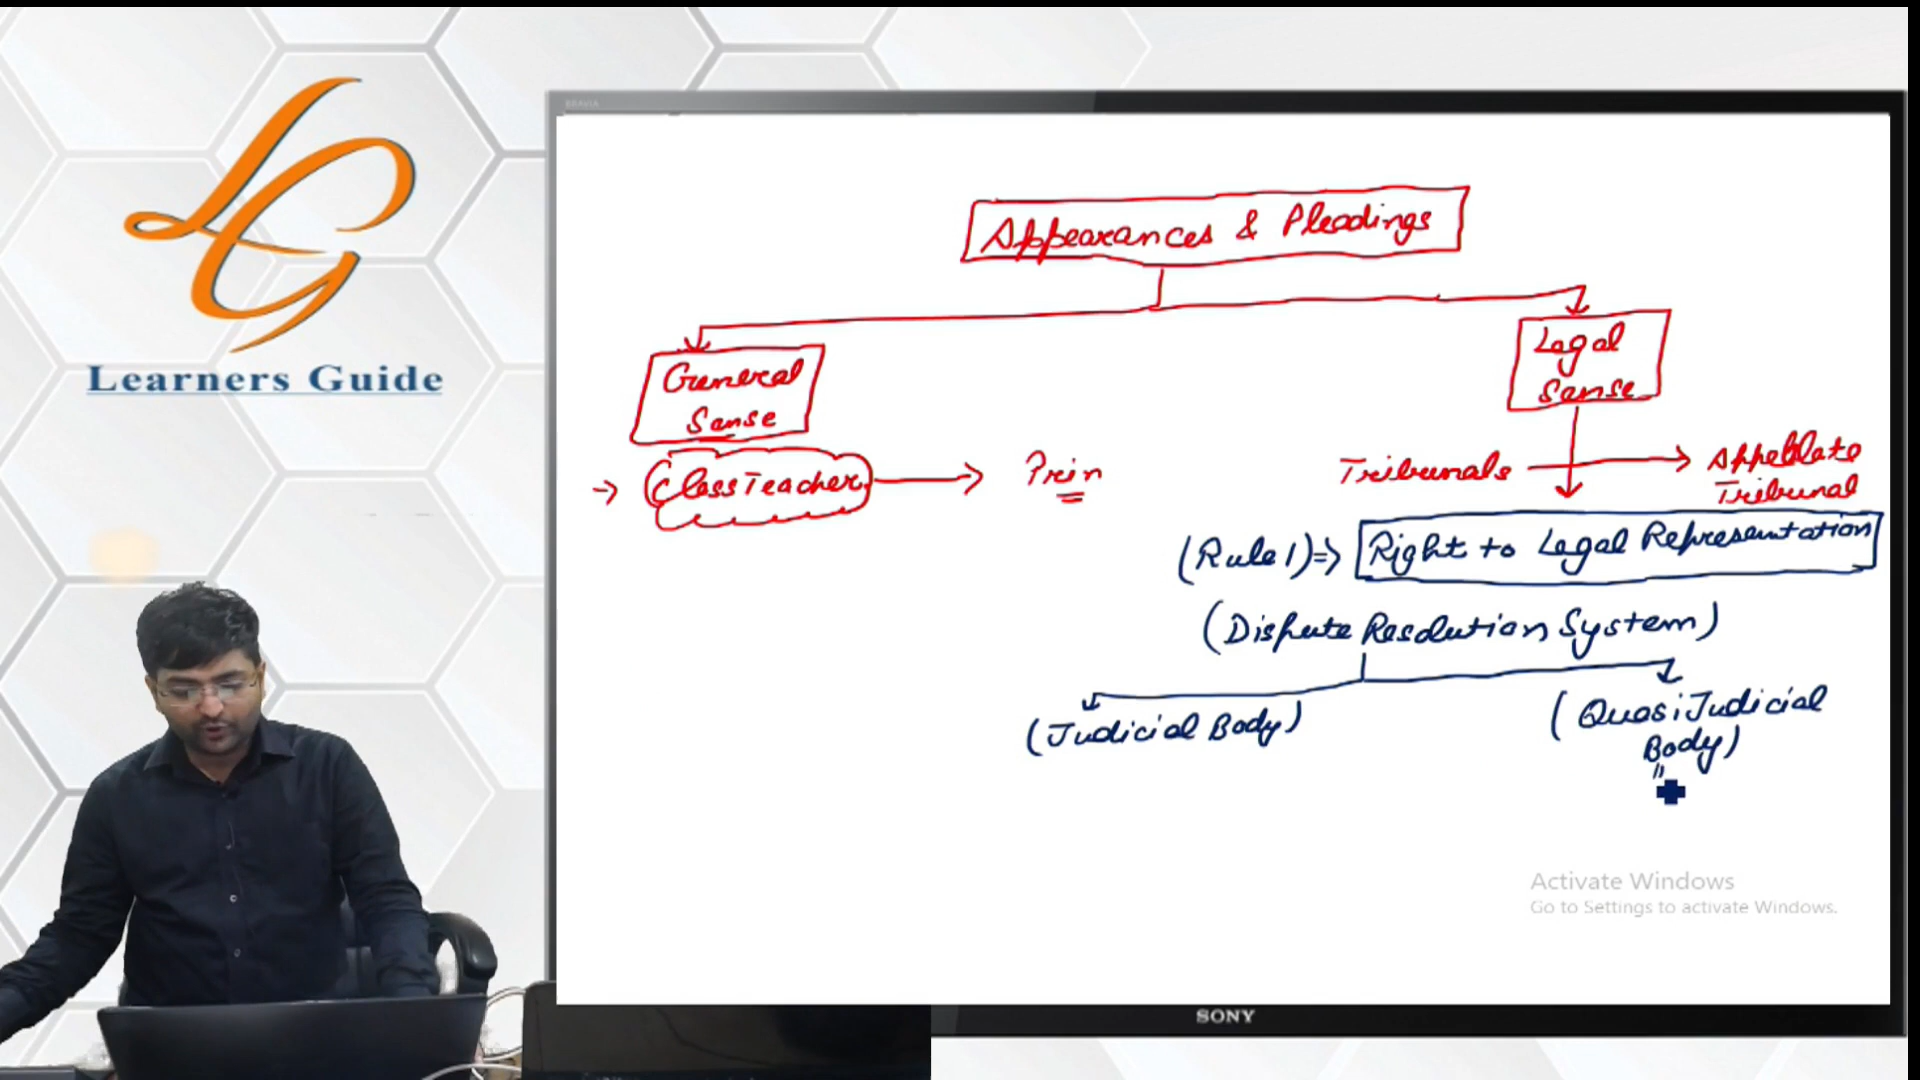 Learners Guide
BRAVIA
Appearances & Pleadings
General
Sense
Legal
Sense
→ Class Teacher → Prin
Tribunals → Appellate
Tribunal
(Rule 1) ⇒ Right to Legal Representation
(Dispute Resolution System)
(Judicial Body)
(Quasi Judicial
Body)
Activate Windows
Go to Settings to activate Windows.
SONY